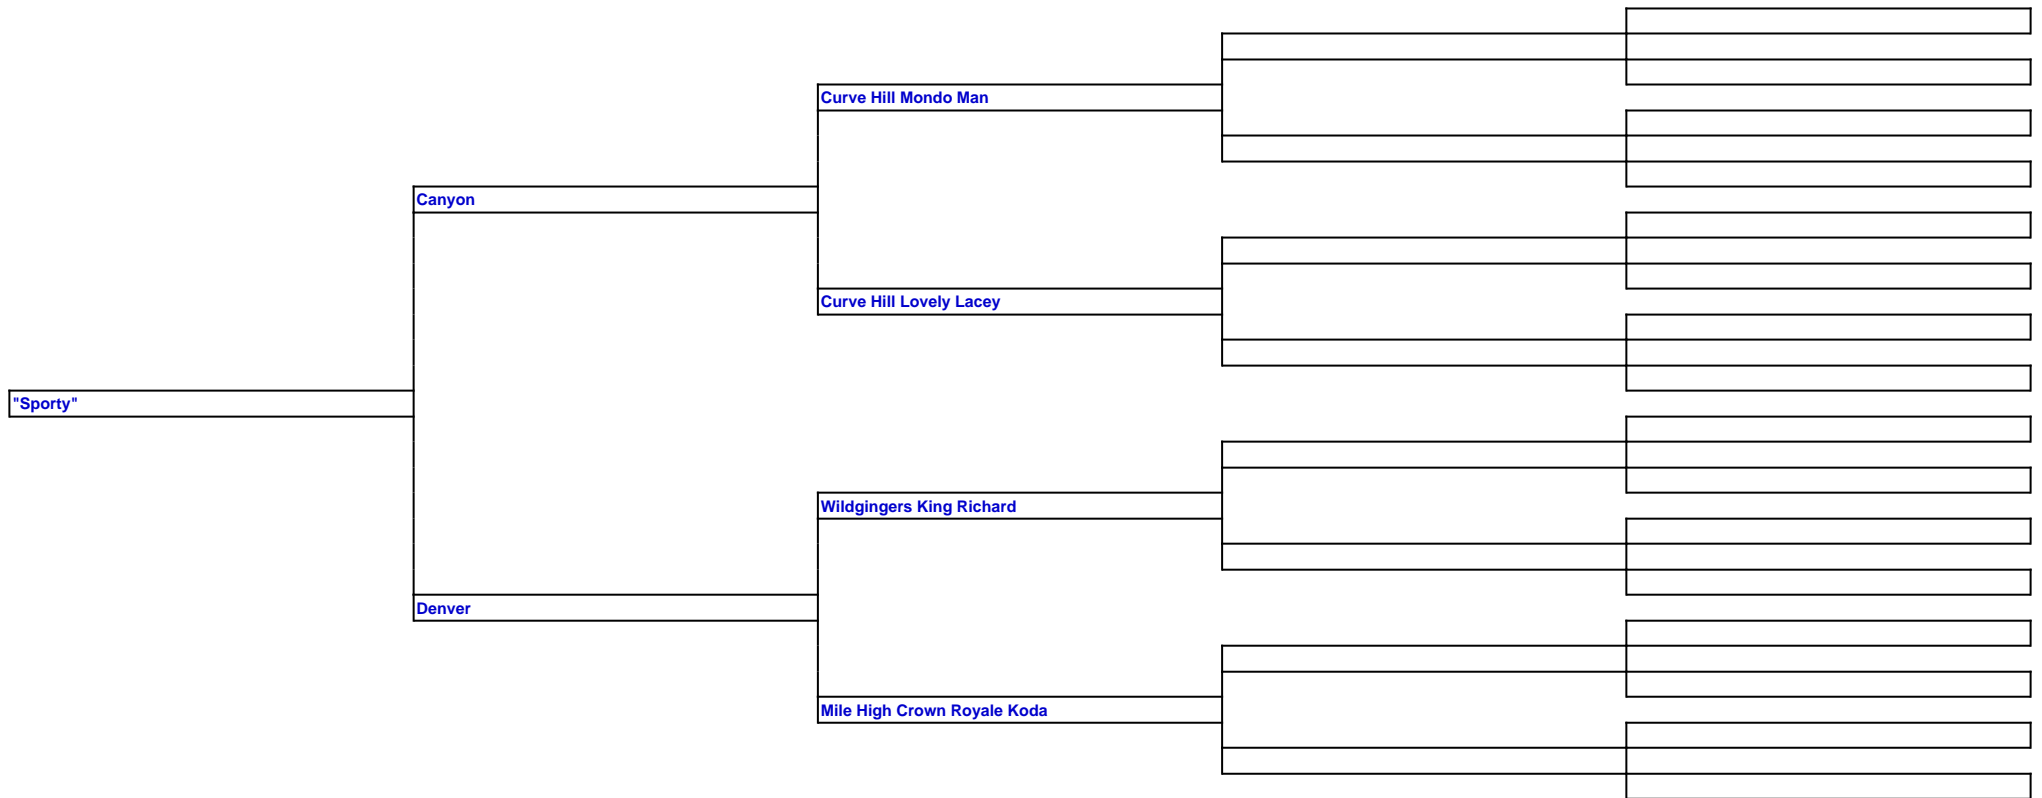 Curve Hill Mondo Man
Canyon
Curve Hill Lovely Lacey
"Sporty"
Wildgingers King Richard
Denver
Mile High Crown Royale Koda